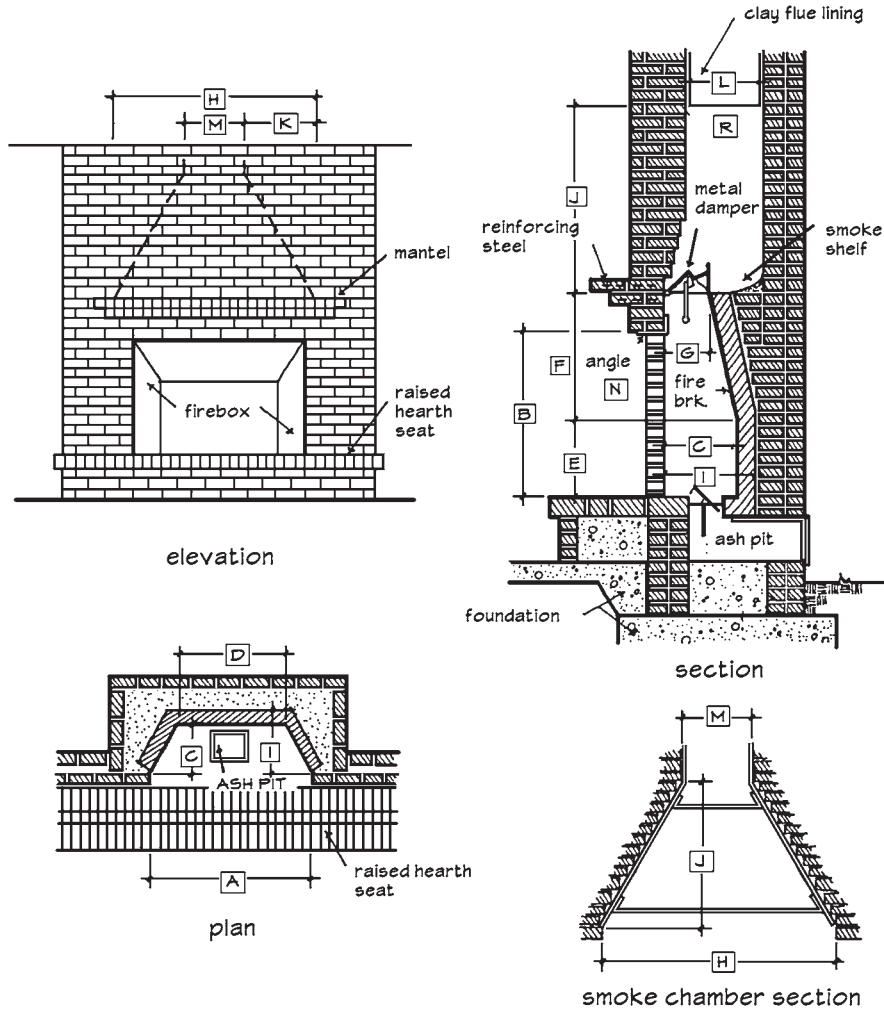 clay flue lining
H
M
K
L
R
J
metal
damper
reinforcing
steel
smoke
shelf
mantel
F
angle
G
N
fire
brk.
B
raised
hearth
seat
firebox
C
E
I
ash pit
elevation
foundation
section
D
C
I
ASH PIT
raised hearth
seat
A
plan
M
J
H
smoke chamber section